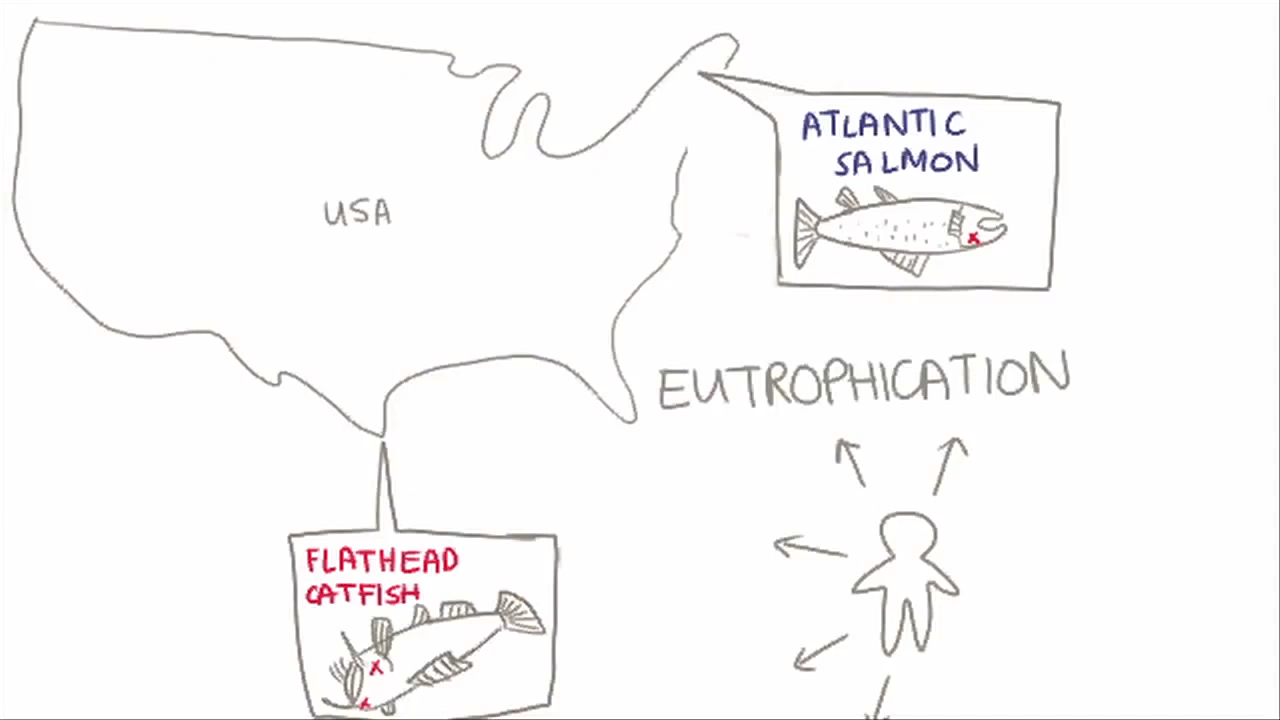 ATLANTIC
SALMON
USA
EUTROPHICATION
FLATHEAD
CATFISH